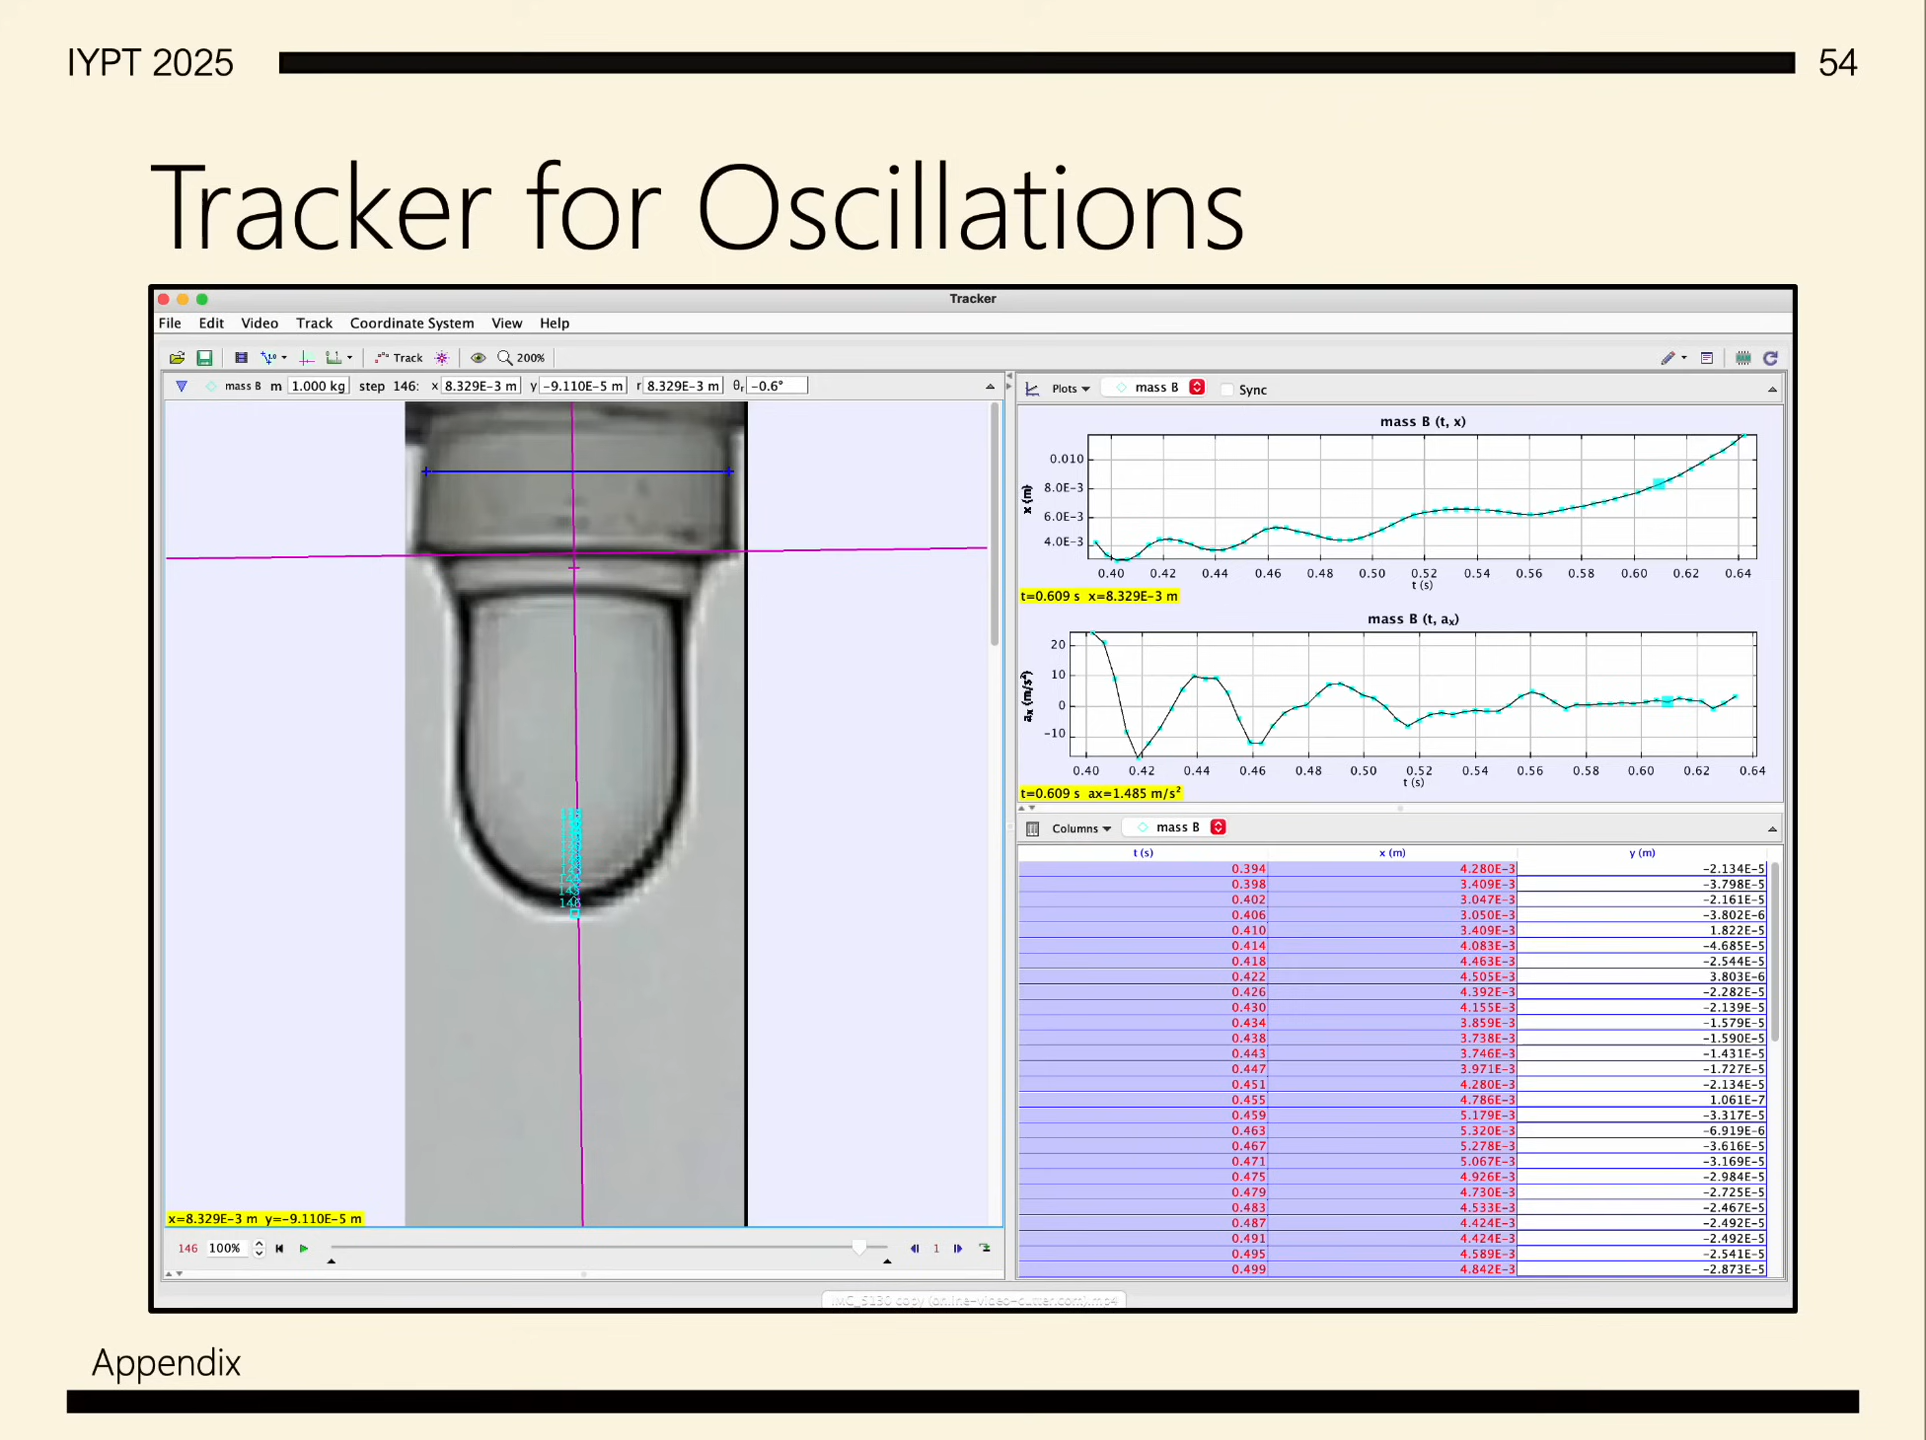 IYPT 2025
54
Tracker for Oscillations
Tracker
File Edit Video Track Coordinate System View Help
Track 200%
mass B m 1.000 kg step 146: x 8.329E-3 m y -9.110E-5 m r 8.329E-3 m θr -0.6°
Plots mass B Sync
mass B (t, x)
x (m)
0.010
8.0E-3
6.0E-3
4.0E-3
0.40 0.42 0.44 0.46 0.48 0.50 0.52 0.54 0.56 0.58 0.60 0.62 0.64
t (s)
t=0.609 s x=8.329E-3 m
mass B (t, ax)
ax (m/s²)
20
10
0
-10
0.40 0.42 0.44 0.46 0.48 0.50 0.52 0.54 0.56 0.58 0.60 0.62 0.64
t (s)
t=0.609 s ax=1.485 m/s²
Columns mass B
t (s) x (m) y (m)
0.394 4.280E-3 -2.134E-5
0.398 3.409E-3 -3.798E-5
0.402 3.047E-3 -2.161E-5
0.406 3.050E-3 -3.802E-6
0.410 3.409E-3 1.822E-5
0.414 4.083E-3 -4.685E-5
0.418 4.463E-3 -2.544E-5
0.422 4.505E-3 3.803E-6
0.426 4.392E-3 -2.282E-5
0.430 4.155E-3 -2.139E-5
0.434 3.859E-3 -1.579E-5
0.438 3.738E-3 -1.590E-5
0.443 3.746E-3 -1.431E-5
0.447 3.971E-3 -1.727E-5
0.451 4.280E-3 -2.134E-5
0.455 4.786E-3 1.061E-7
0.459 5.179E-3 -3.317E-5
0.463 5.320E-3 -6.919E-6
0.467 5.278E-3 -3.616E-5
0.471 5.067E-3 -3.169E-5
0.475 4.926E-3 -2.984E-5
0.479 4.730E-3 -2.725E-5
0.483 4.533E-3 -2.467E-5
0.487 4.424E-3 -2.492E-5
0.491 4.424E-3 -2.492E-5
0.495 4.589E-3 -2.541E-5
0.499 4.842E-3 -2.873E-5
x=8.329E-3 m y=-9.110E-5 m
146 100% 1
Appendix